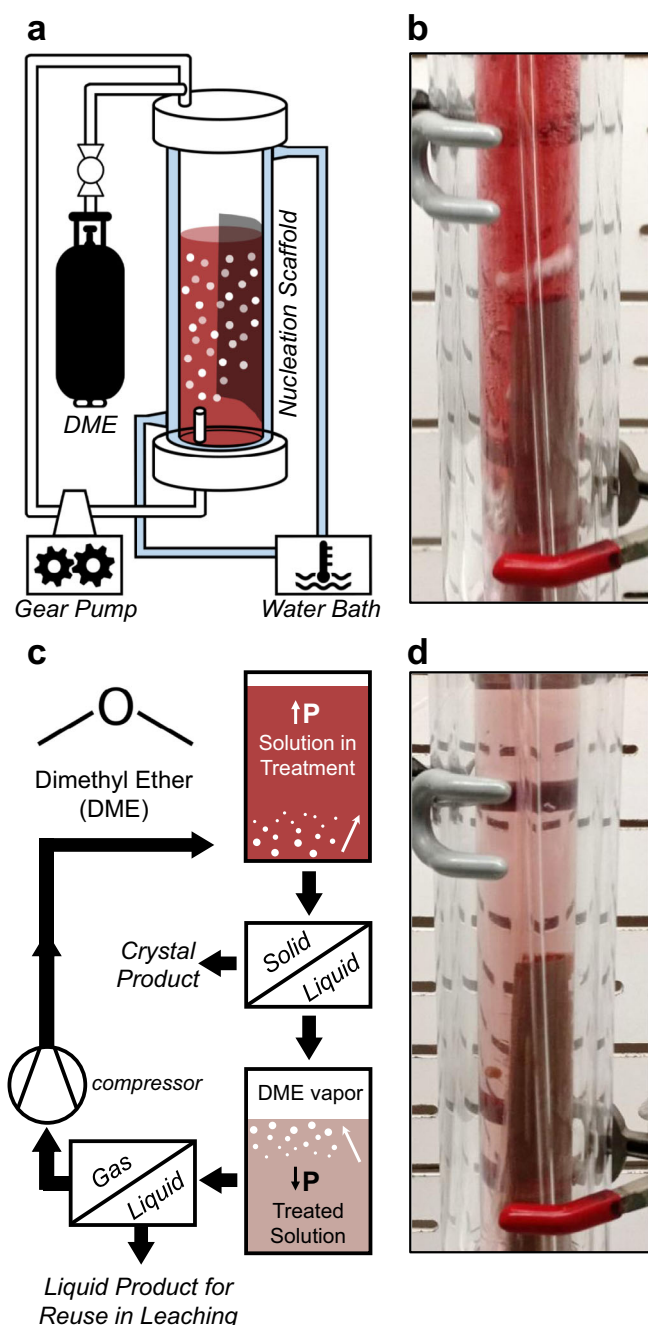 a
Nucleation Scaffold
DME
Gear Pump
Water Bath
b
c
O
Dimethyl Ether
(DME)
P
Solution in
Treatment
Solid
Liquid
Crystal
Product
compressor
DME vapor
P
Treated
Solution
Gas
Liquid
Liquid Product for
Reuse in Leaching
d